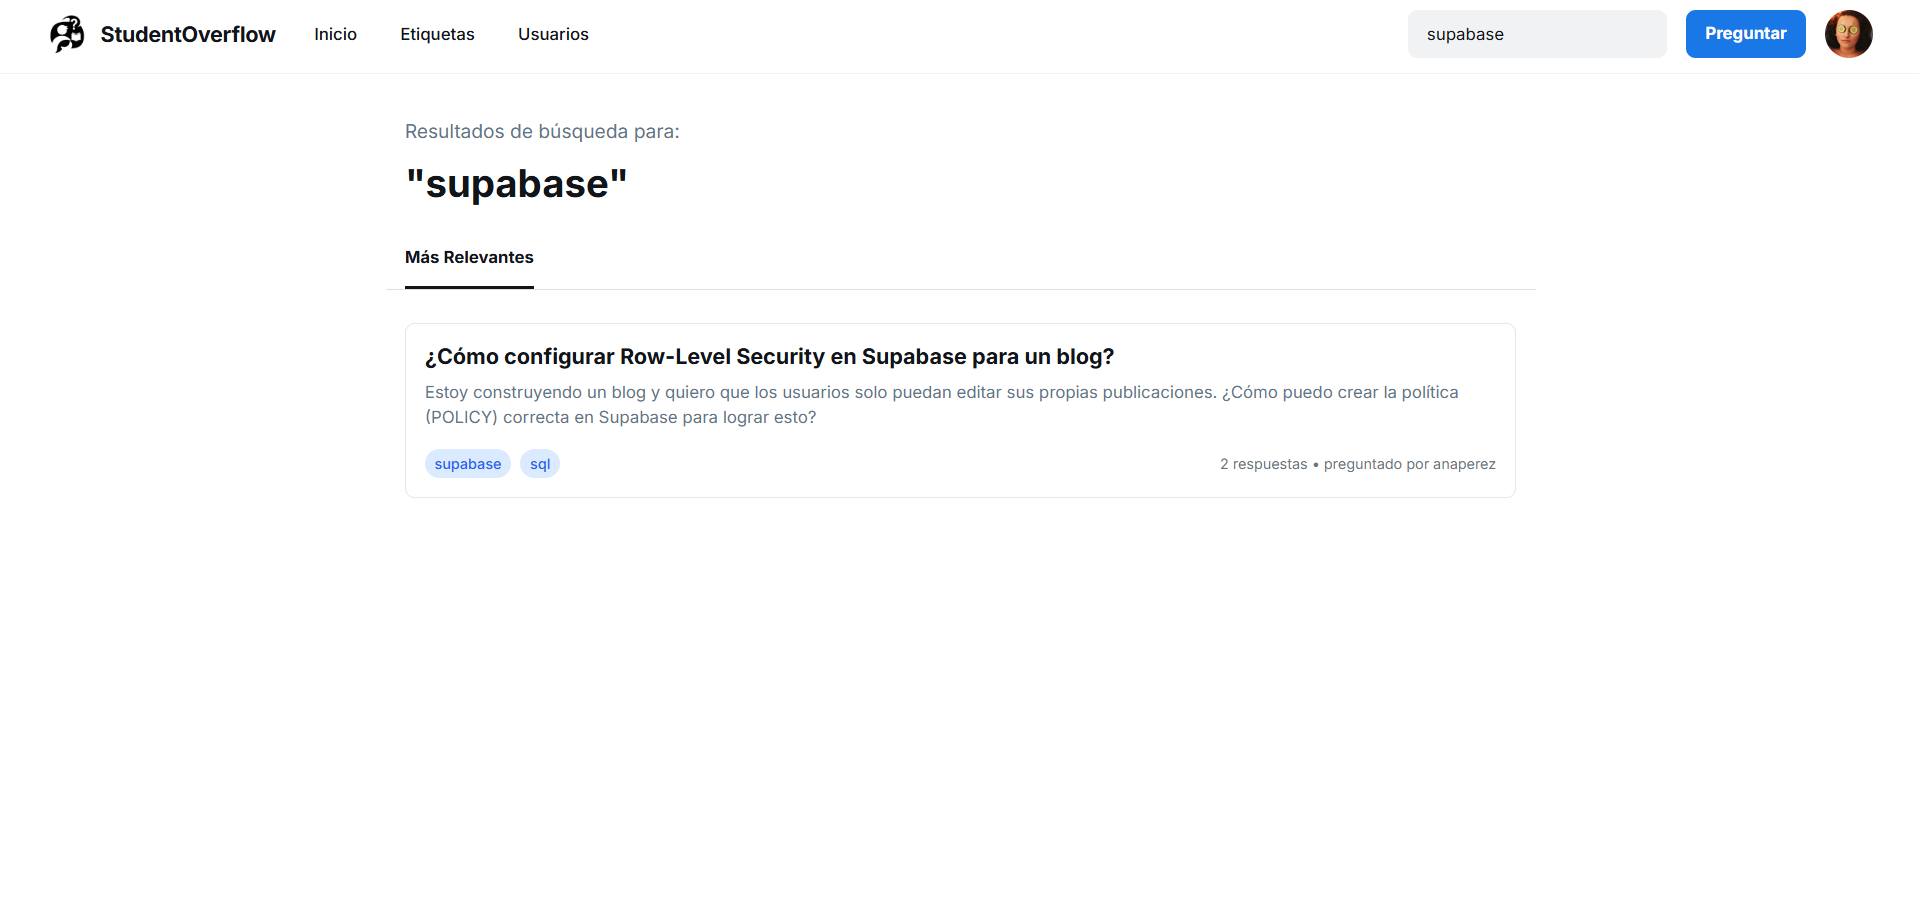 StudentOverflow
Inicio
Etiquetas
Usuarios
supabase
Preguntar
Resultados de búsqueda para:
"supabase"
Más Relevantes
¿Cómo configurar Row-Level Security en Supabase para un blog?
Estoy construyendo un blog y quiero que los usuarios solo puedan editar sus propias publicaciones. ¿Cómo puedo crear la política
(POLICY) correcta en Supabase para lograr esto?
supabase
sql
2 respuestas • preguntado por anaperez